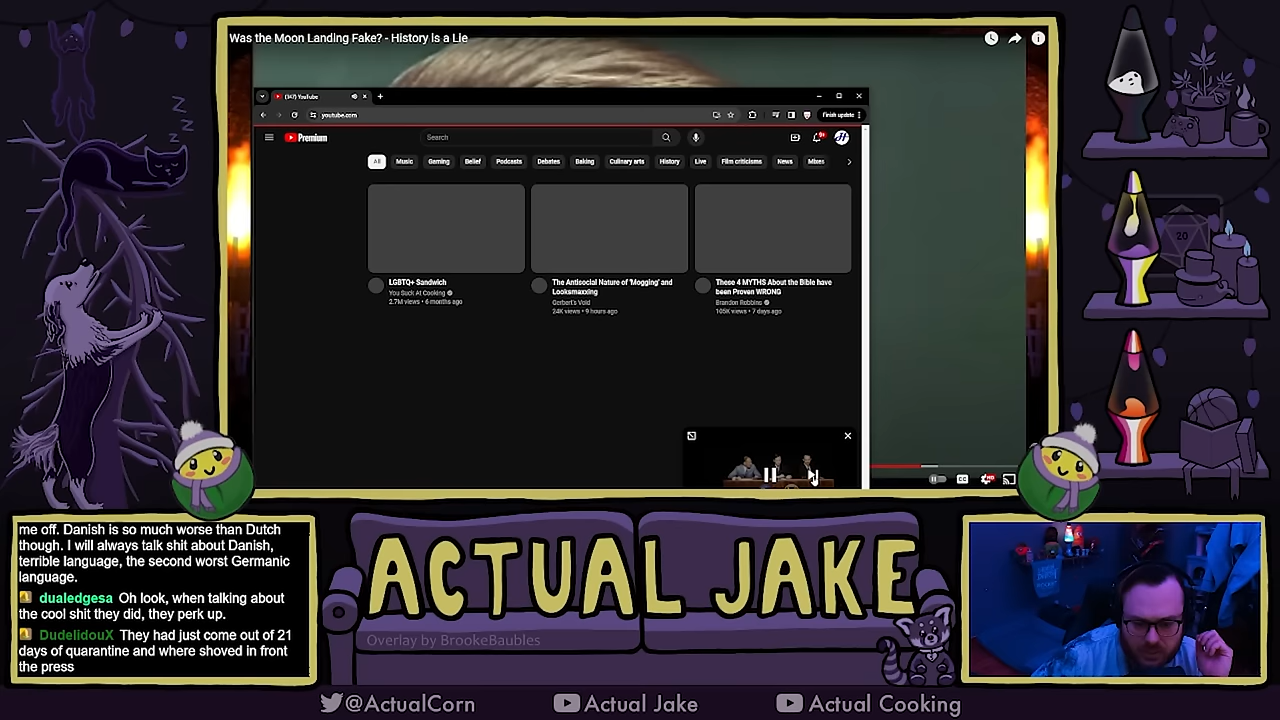 Was the Moon Landing Fake? - History is a Lie
(147) YouTube
youtube.com
Finish update
Premium
Search
9+
All
Music
Gaming
Belief
Podcasts
Debates
Baking
Culinary arts
History
Live
Film criticisms
News
Mixes
LGBTQ+ Sandwich
You Suck At Cooking
2.7M views • 6 months ago
The Antisocial Nature of 'Mogging' and
Looksmaxxing
Gerbert's Void
24K views • 9 hours ago
These 4 MYTHS About the Bible have
been Proven WRONG
Brandon Robbins
105K views • 7 days ago
CC
HD
20
me off. Danish is so much worse than Dutch
though. I will always talk shit about Danish,
terrible language, the second worst Germanic
language.
dualedgesa Oh look, when talking about
the cool shit they did, they perk up.
DudelidouX They had just come out of 21
days of quarantine and where shoved in front
the press
ACTUAL JAKE
Overlay by BrookeBaubles
@ActualCorn
Actual Jake
Actual Cooking
z
z
z
z